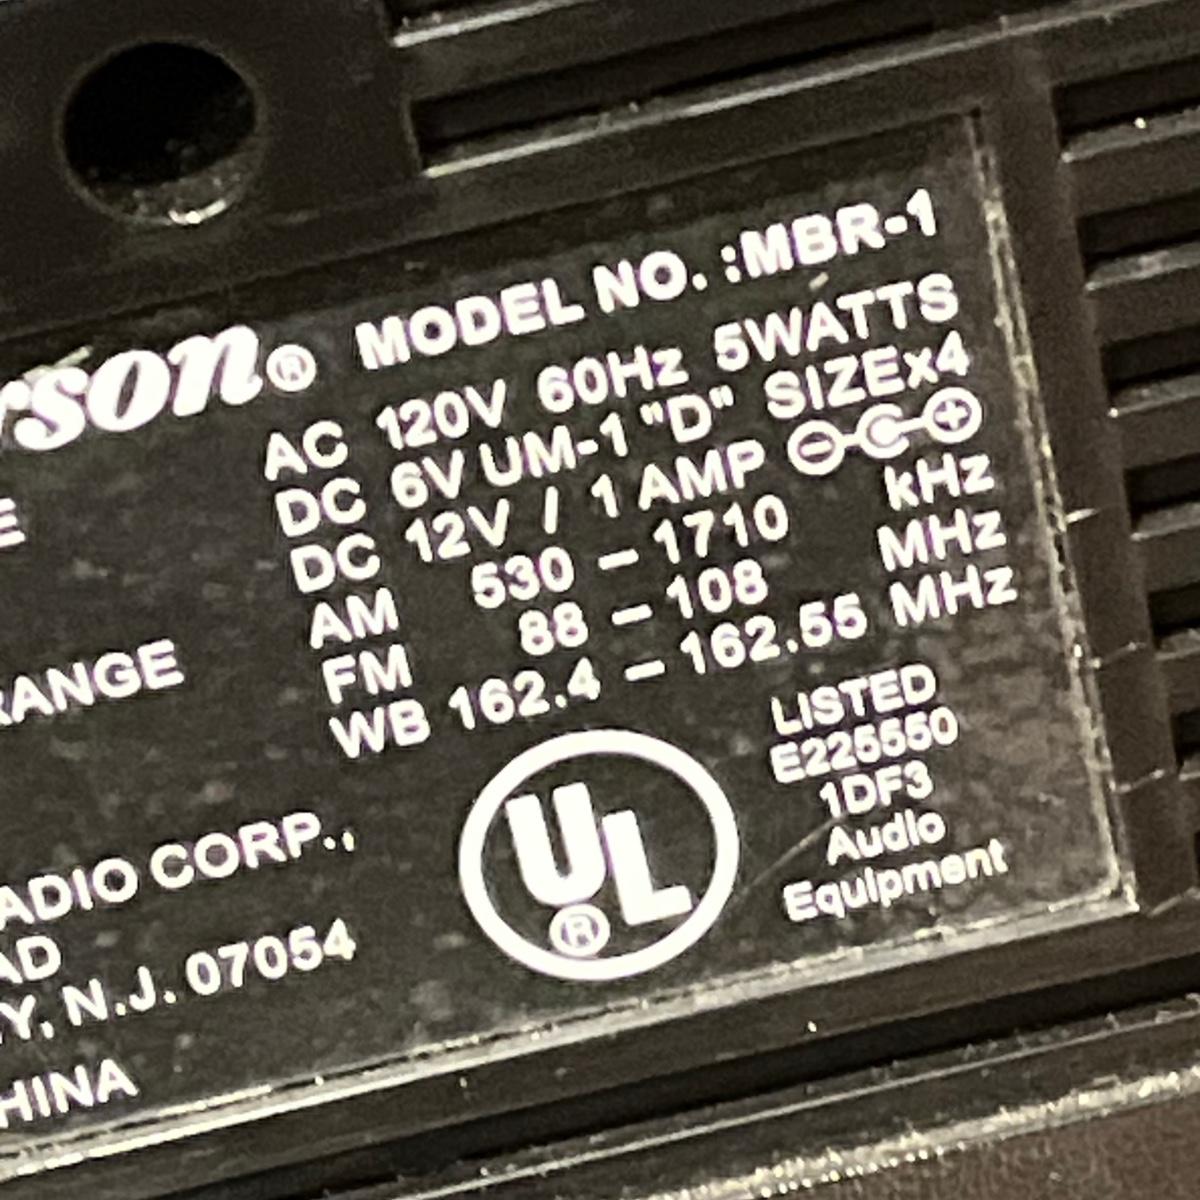 rson® MODEL NO. :MBR-1
AC 120V 60Hz 5WATTS
E DC 6V UM-1 "D" SIZEx4
DC 12V / 1 AMP
AM 530 – 1710 kHz
RANGE FM 88 – 108 MHz
WB 162.4 – 162.55 MHz
LISTED
E225550
1DF3
Audio
Equipment
UL
®
ADIO CORP.,
AD
Y, N.J. 07054
HINA